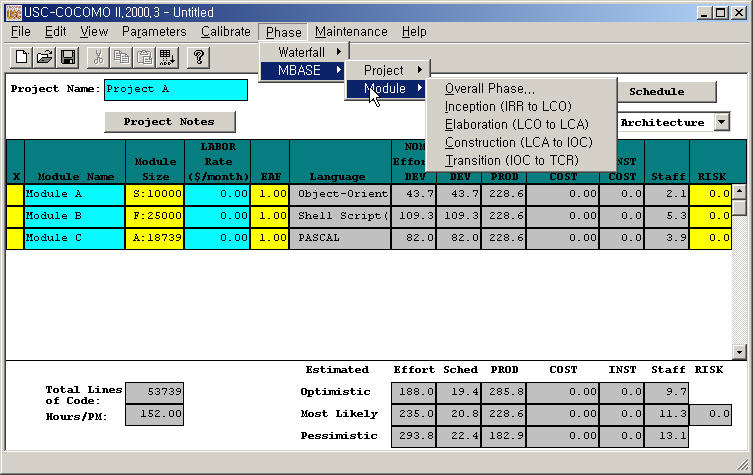 USC-COCOMO II.2000.3 - Untitled
File Edit View Parameters Calibrate Phase Maintenance Help
Waterfall
MBASE
Project
Module
Overall Phase...
Inception (IRR to LCO)
Elaboration (LCO to LCA)
Construction (LCA to IOC)
Transition (IOC to TCR)
Project Name: Project A
Schedule
Project Notes
Architecture
X Module Name Module Size LABOR Rate ($/month) EAF Language NOM Effort DEV DEV PROD COST INST COST Staff RISK
Module A S:10000 0.00 1.00 Object-Orient 43.7 43.7 228.6 0.00 0.0 2.1 0.0
Module B F:25000 0.00 1.00 Shell Script( 109.3 109.3 228.6 0.00 0.0 5.3 0.0
Module C A:18739 0.00 1.00 PASCAL 82.0 82.0 228.6 0.00 0.0 3.9 0.0
Estimated Effort Sched PROD COST INST Staff RISK
Total Lines of Code: 53739
Hours/PM: 152.00
Optimistic 188.0 19.4 285.8 0.00 0.0 9.7
Most Likely 235.0 20.8 228.6 0.00 0.0 11.3 0.0
Pessimistic 293.8 22.4 182.9 0.00 0.0 13.1